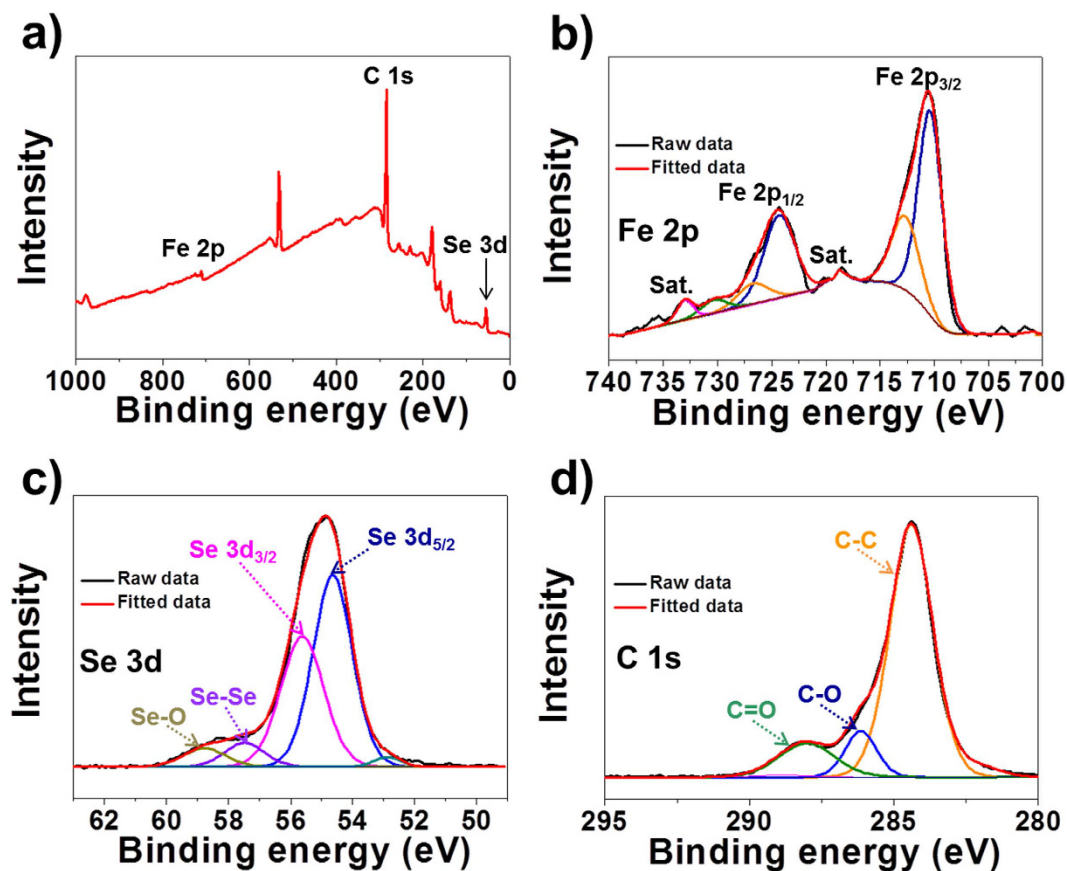 a)
C 1s
Fe 2p
Se 3d
Intensity
1000 800 600 400 200 0
Binding energy (eV)
b)
Fe 2p3/2
Raw data
Fitted data
Fe 2p1/2
Fe 2p
Sat.
Sat.
Intensity
740 735 730 725 720 715 710 705 700
Binding energy (eV)
c)
Se 3d3/2
Se 3d5/2
Raw data
Fitted data
Se 3d
Se-Se
Se-O
Intensity
62 60 58 56 54 52 50
Binding energy (eV)
d)
C-C
Raw data
Fitted data
C 1s
C-O
C=O
Intensity
295 290 285 280
Binding energy (eV)